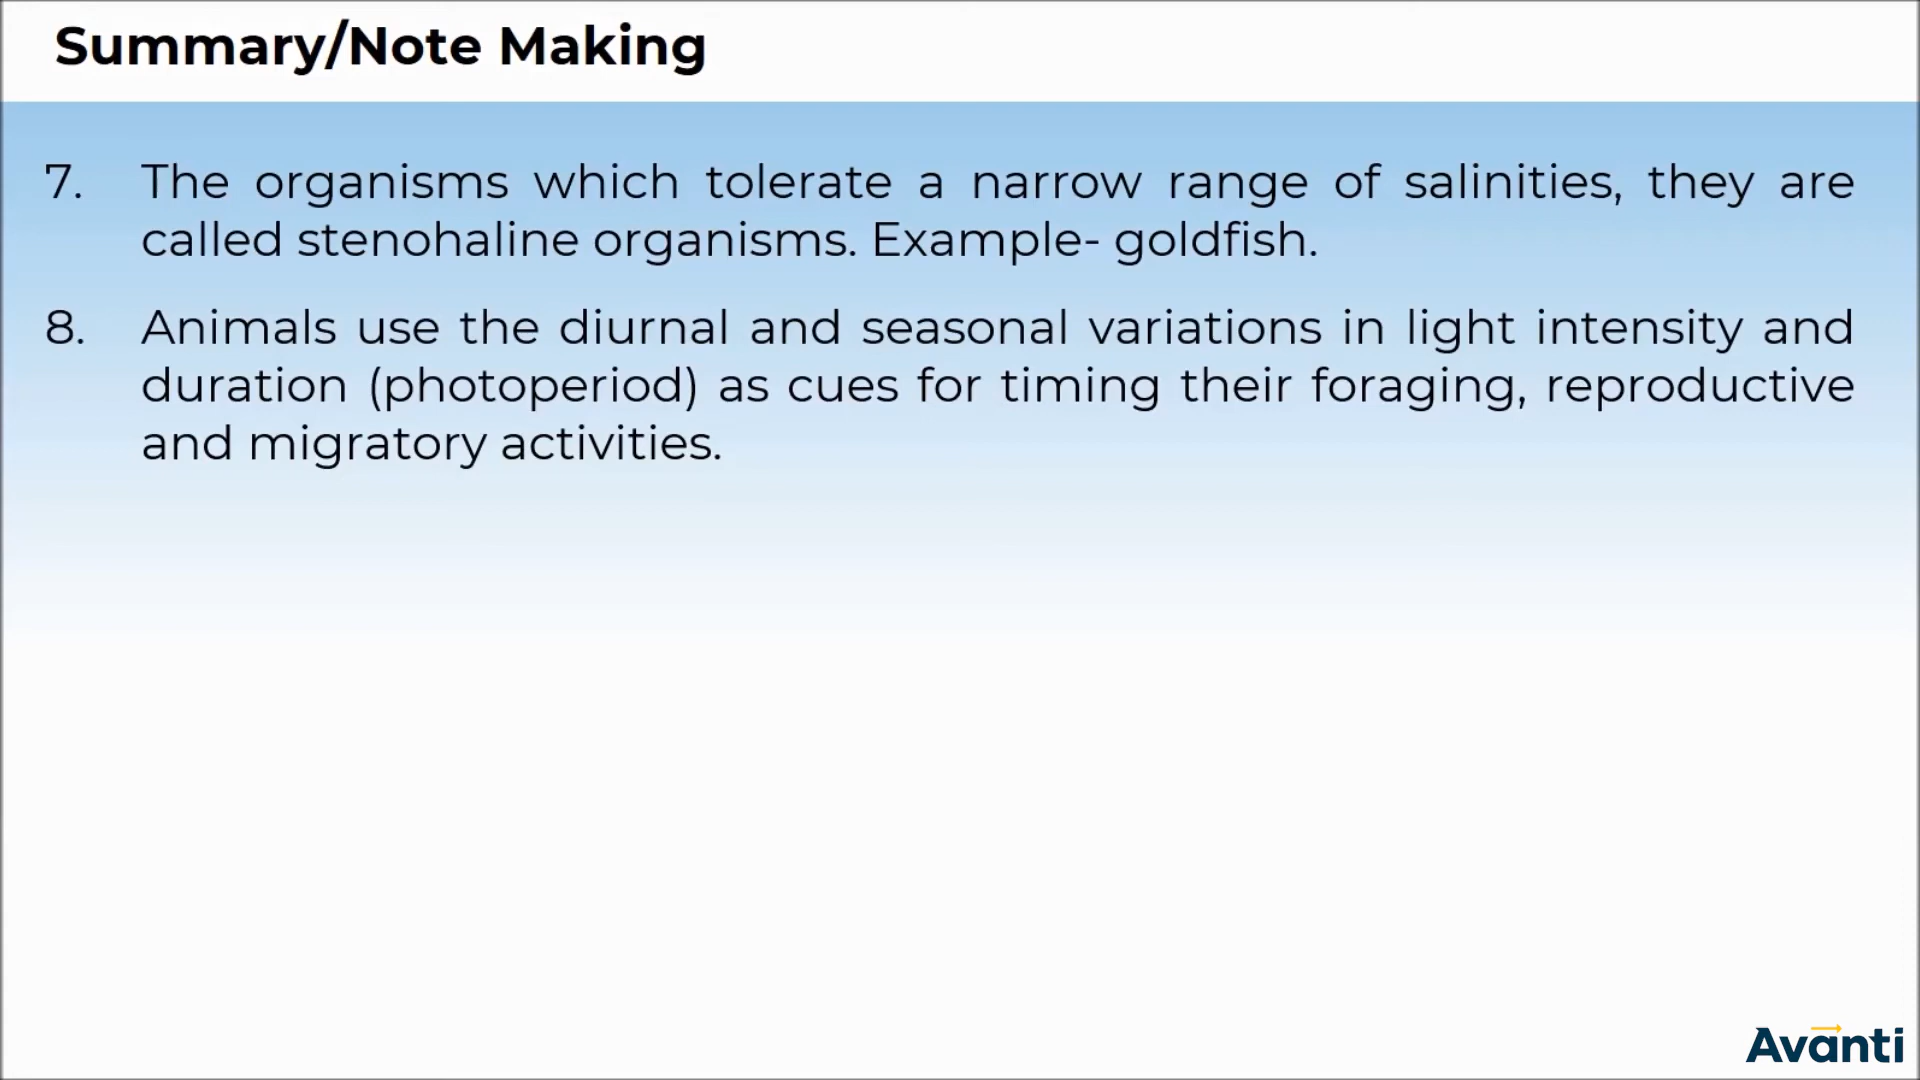 Summary/Note Making
7. The organisms which tolerate a narrow range of salinities, they are
called stenohaline organisms. Example- goldfish.
8. Animals use the diurnal and seasonal variations in light intensity and
duration (photoperiod) as cues for timing their foraging, reproductive
and migratory activities.
Avanti